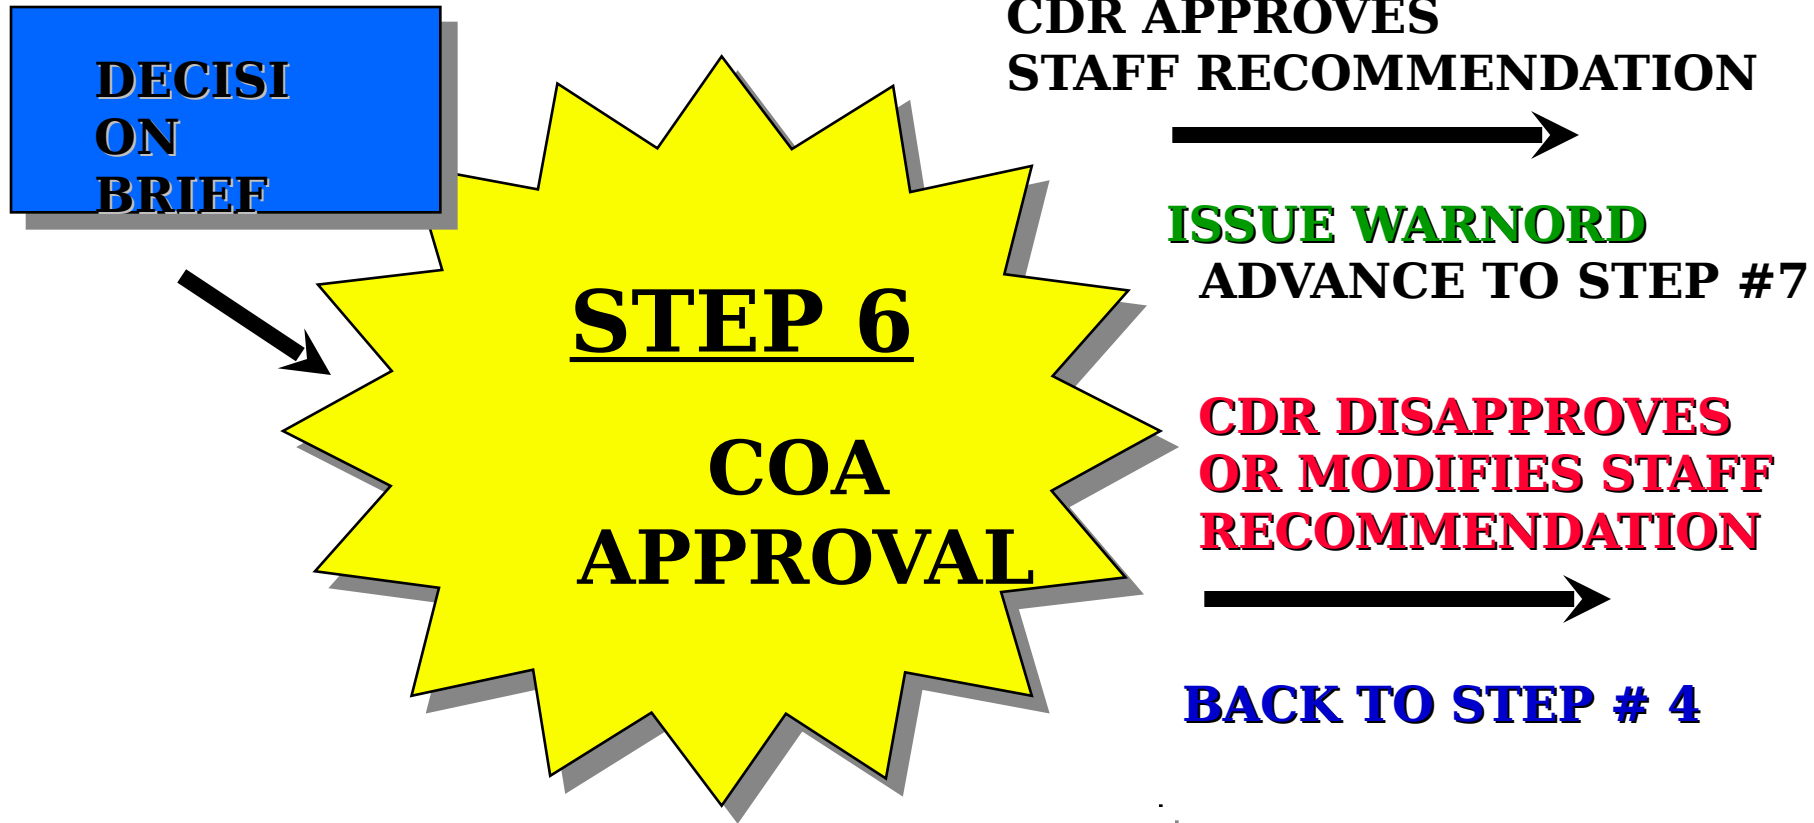 DECISI
ON
BRIEF
STEP 6
COA
APPROVAL
CDR APPROVES
STAFF RECOMMENDATION
ISSUE WARNORD
ADVANCE TO STEP #7
CDR DISAPPROVES
OR MODIFIES STAFF
RECOMMENDATION
BACK TO STEP # 4